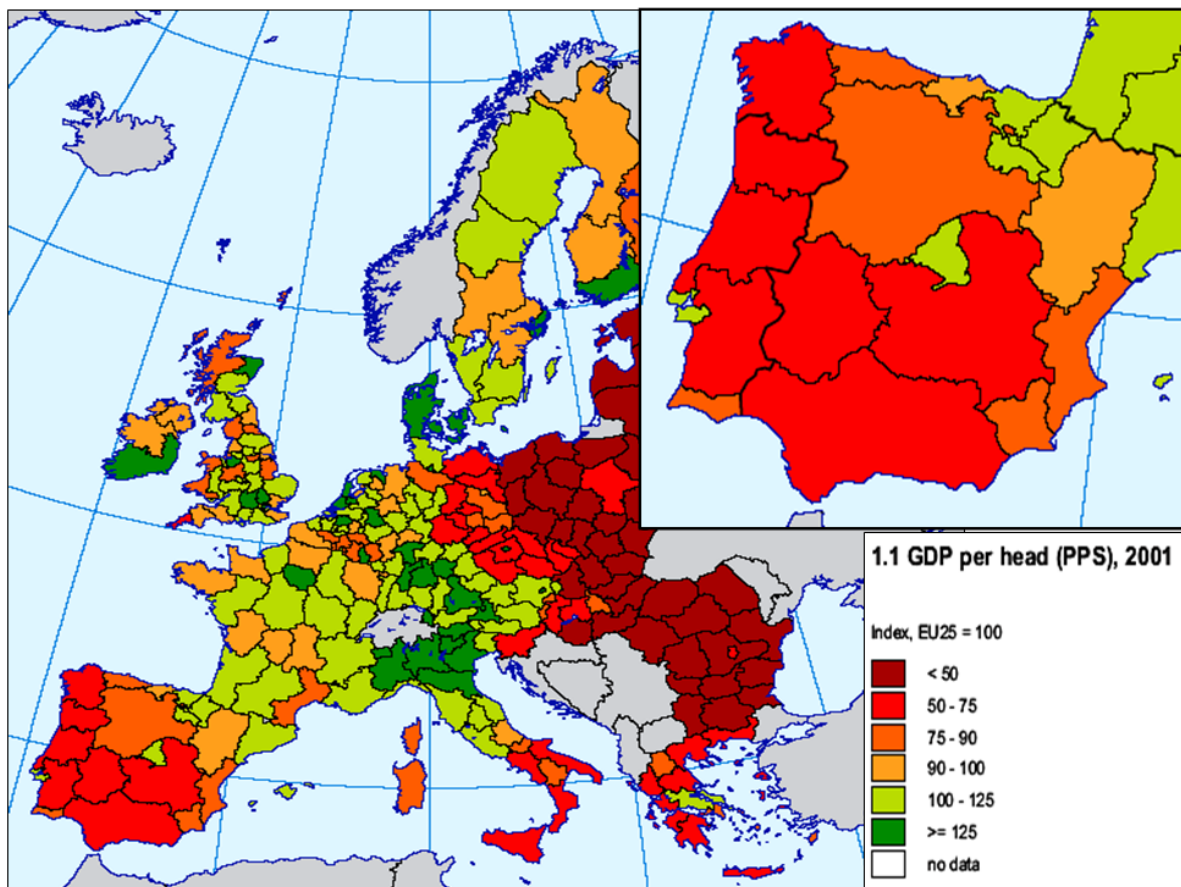 1.1 GDP per head (PPS), 2001
Index, EU25 = 100
< 50
50 - 75
75 - 90
90 - 100
100 - 125
>= 125
no data